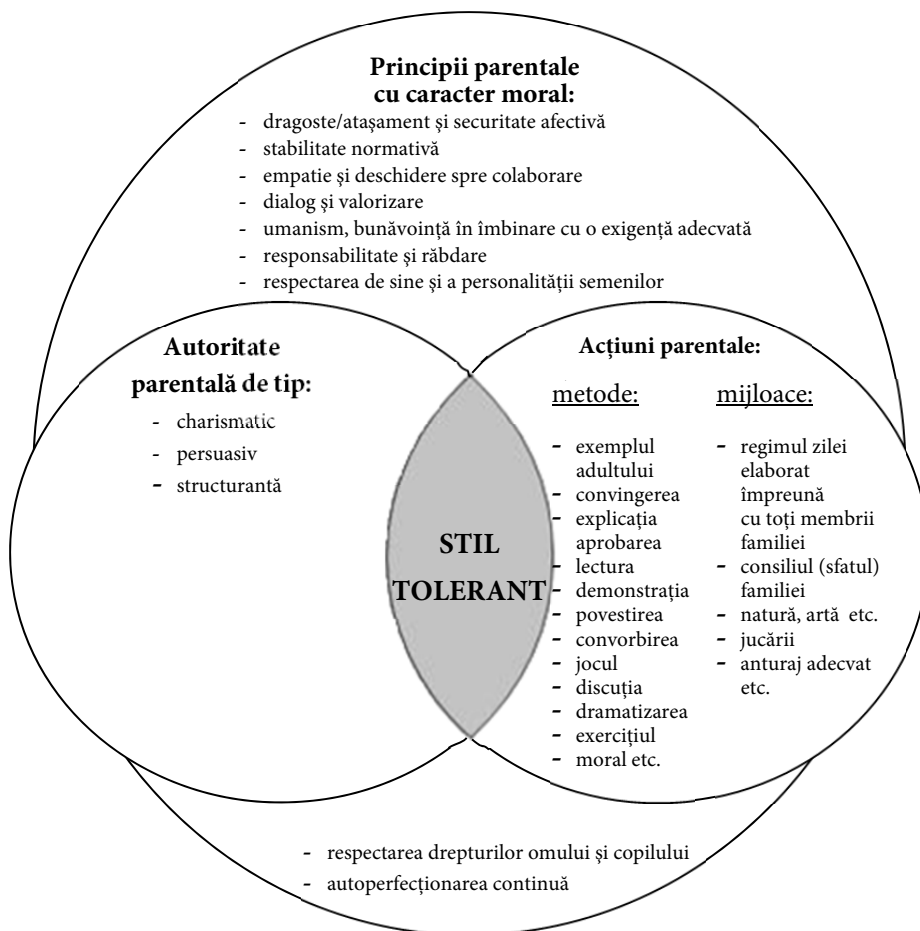 Principii parentale
cu caracter moral:
- dragoste/atașament și securitate afectivă
- stabilitate normativă
- empatie și deschidere spre colaborare
- dialog și valorizare
- umanism, bunăvoință în îmbinare cu o exigență adecvată
- responsabilitate și răbdare
- respectarea de sine și a personalității semenilor
Autoritate
parentală de tip:
- charismatic
- persuasiv
- structurantă
STIL
TOLERANT
Acțiuni parentale:
metode:
- exemplul
adultului
- convingerea
- explicația
aprobarea
- lectura
- demonstrația
- povestirea
- convorbirea
- jocul
- discuția
- dramatizarea
- exercițiul
- moral etc.
mijloace:
- regimul zilei
elaborat
împreună
cu toți membrii
familiei
- consiliul (sfatul)
familiei
- natură, artă etc.
- jucării
- anturaj adecvat
etc.
- respectarea drepturilor omului și copilului
- autoperfecționarea continuă